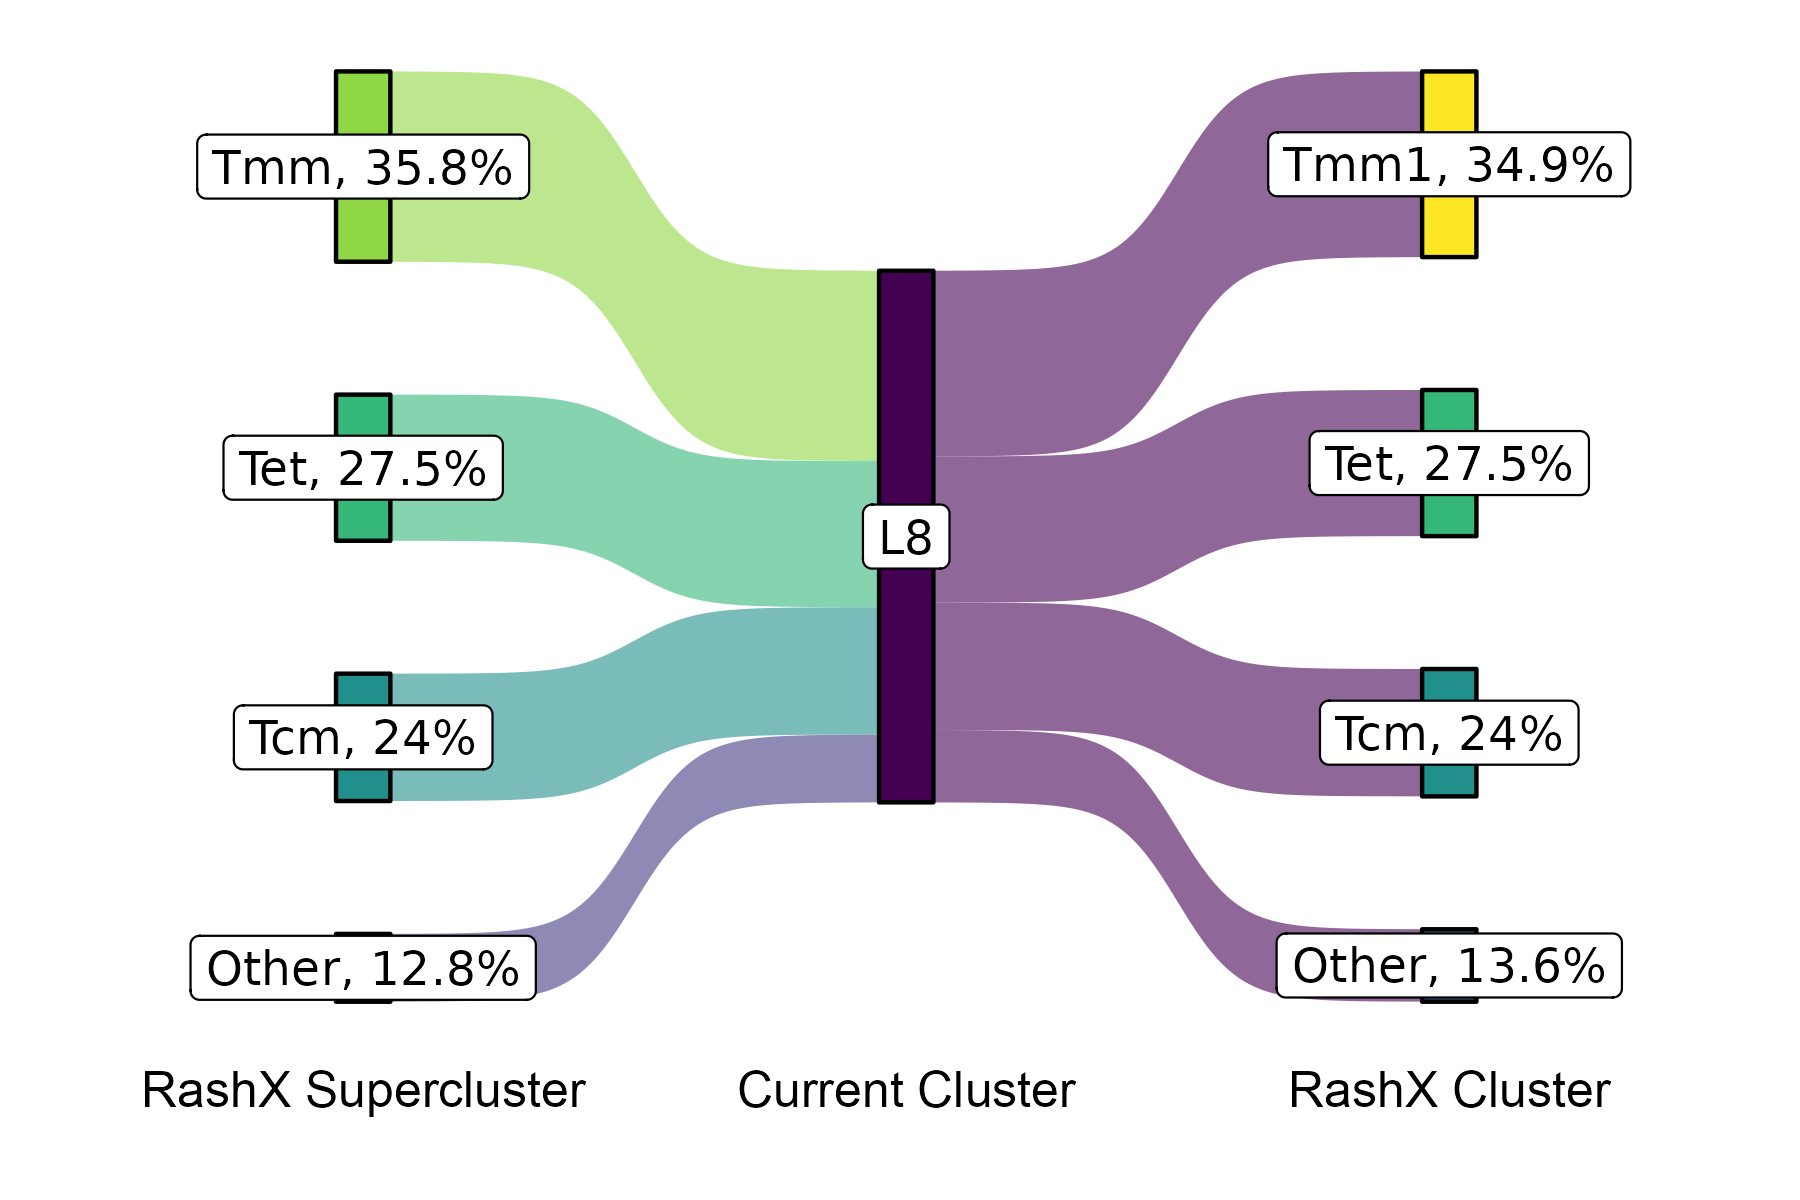 Tmm, 35.8%
Tmm1, 34.9%
Tet, 27.5%
Tet, 27.5%
L8
Tcm, 24%
Tcm, 24%
Other, 12.8%
Other, 13.6%
RashX Supercluster
Current Cluster
RashX Cluster